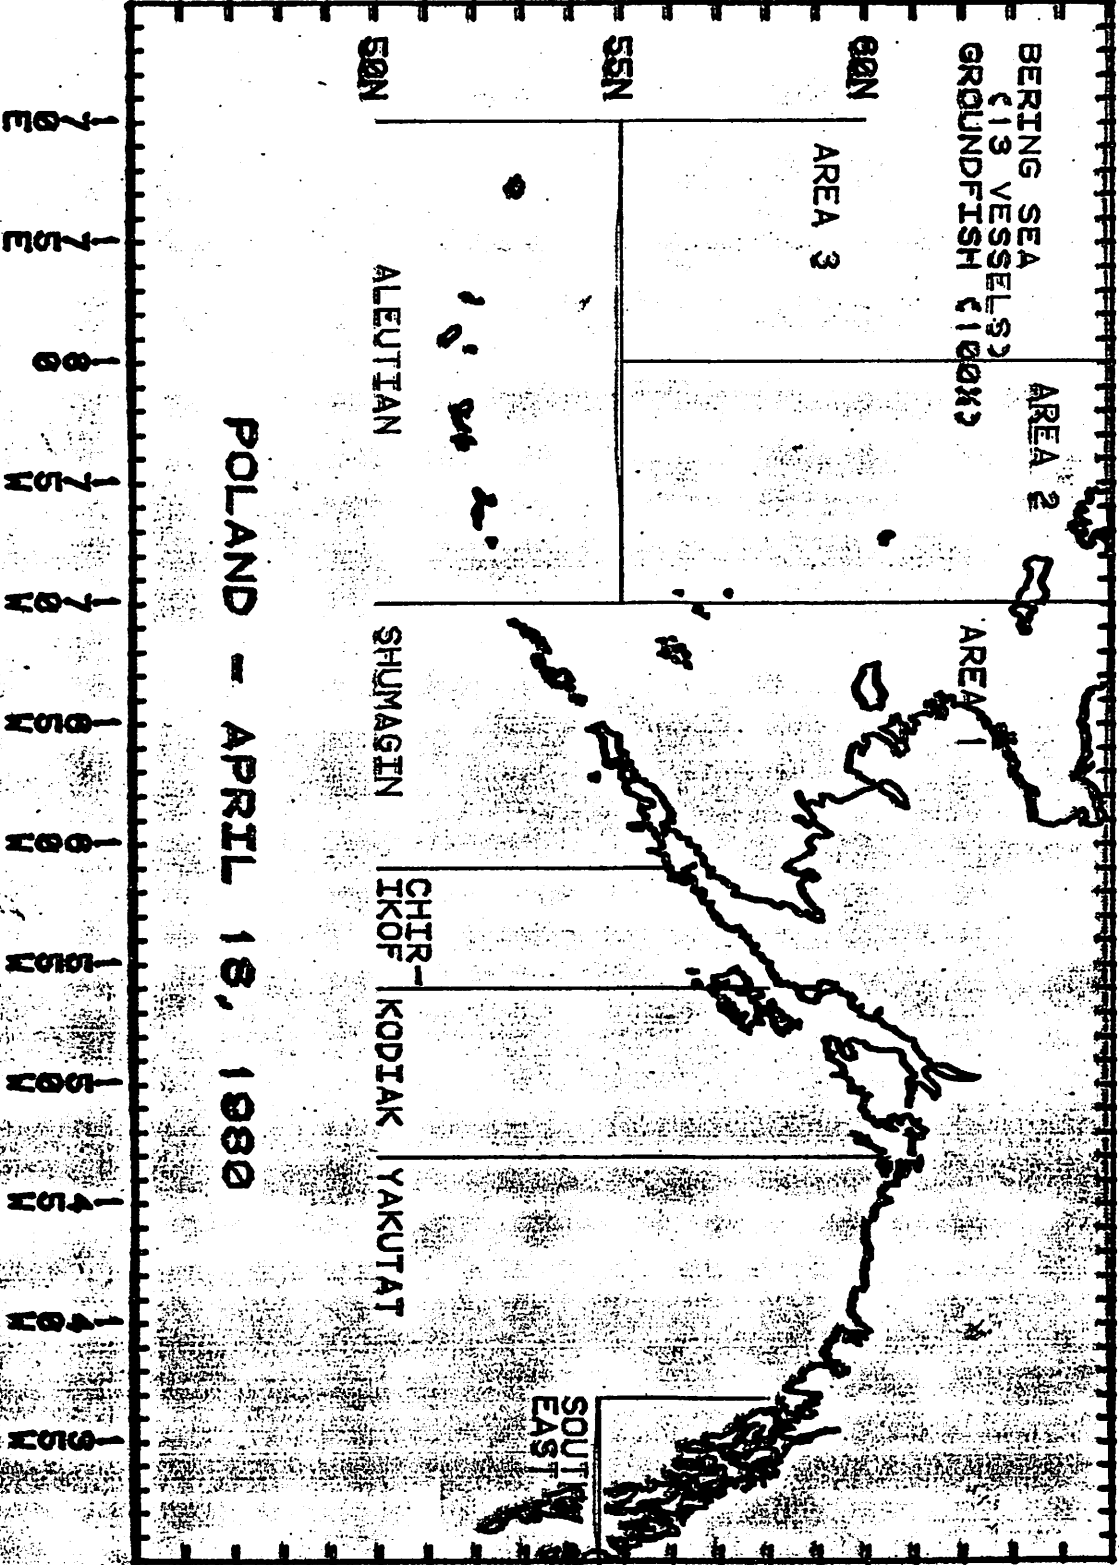 BERING SEA
(13 VESSELS)
GROUNDFISH (100%)
AREA 2
AREA 1
60N
AREA 3
55N
50N
ALEUTIAN
SHUMAGIN
CHIR-
IKOF
KODIAK
YAKUTAT
SOUT
EAST
POLAND - APRIL 18, 1980
170E
175E
180
175W
170W
165W
160W
155W
150W
145W
140W
135W